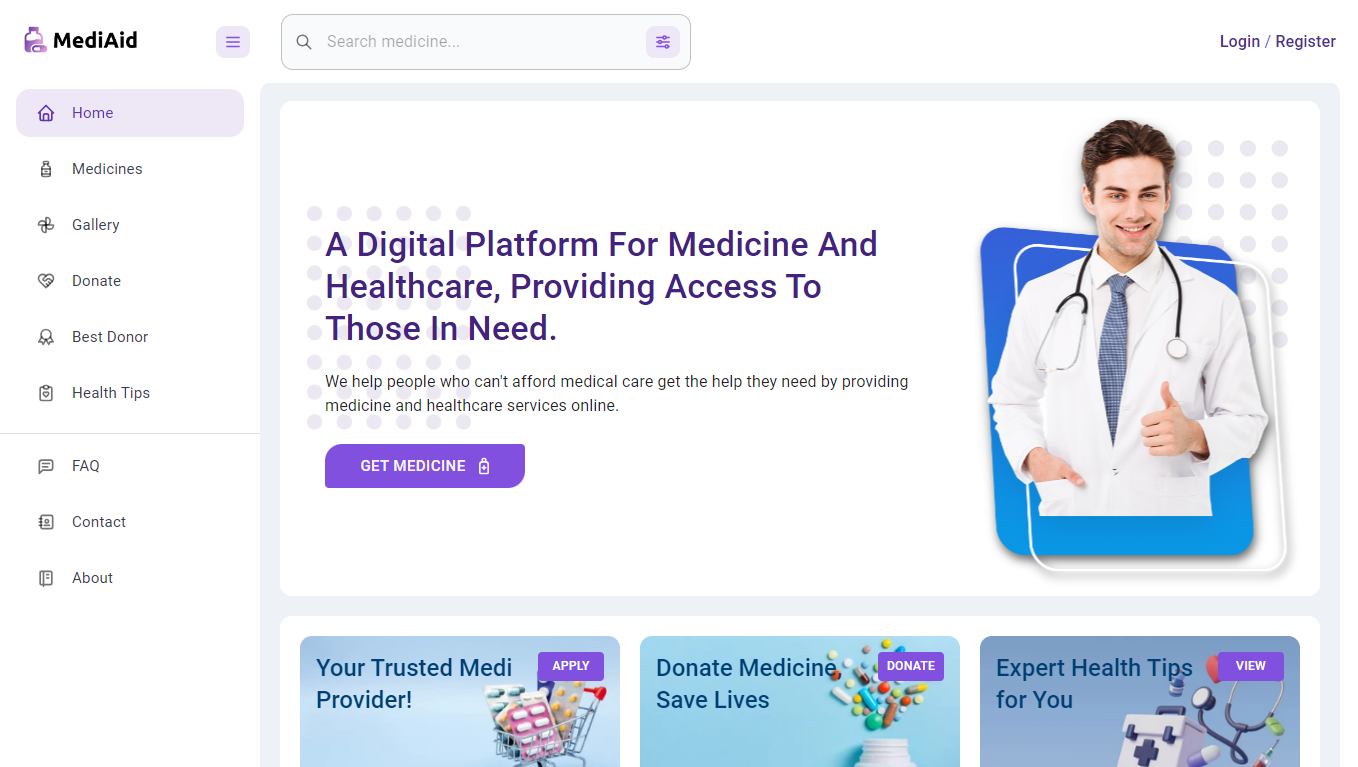 MediAid
Search medicine...
Login / Register
Home
Medicines
Gallery
Donate
Best Donor
Health Tips
FAQ
Contact
About
A Digital Platform For Medicine And
Healthcare, Providing Access To
Those In Need.
We help people who can't afford medical care get the help they need by providing
medicine and healthcare services online.
GET MEDICINE
Your Trusted Medi
Provider!
APPLY
Donate Medicine
Save Lives
DONATE
Expert Health Tips
for You
VIEW